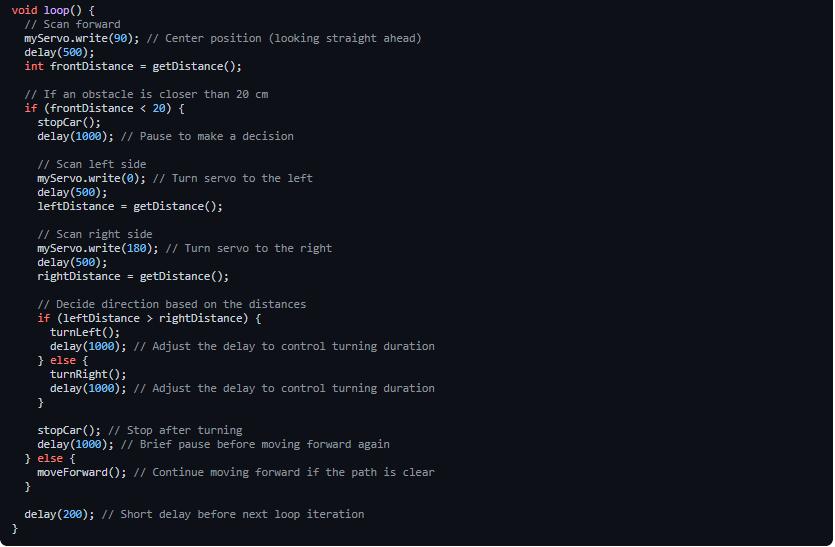 void loop() {
  // Scan forward
  myServo.write(90); // Center position (looking straight ahead)
  delay(500);
  int frontDistance = getDistance();

  // If an obstacle is closer than 20 cm
  if (frontDistance < 20) {
    stopCar();
    delay(1000); // Pause to make a decision

    // Scan left side
    myServo.write(0); // Turn servo to the left
    delay(500);
    leftDistance = getDistance();

    // Scan right side
    myServo.write(180); // Turn servo to the right
    delay(500);
    rightDistance = getDistance();

    // Decide direction based on the distances
    if (leftDistance > rightDistance) {
      turnLeft();
      delay(1000); // Adjust the delay to control turning duration
    } else {
      turnRight();
      delay(1000); // Adjust the delay to control turning duration
    }

    stopCar(); // Stop after turning
    delay(1000); // Brief pause before moving forward again
  } else {
    moveForward(); // Continue moving forward if the path is clear
  }

  delay(200); // Short delay before next loop iteration
}